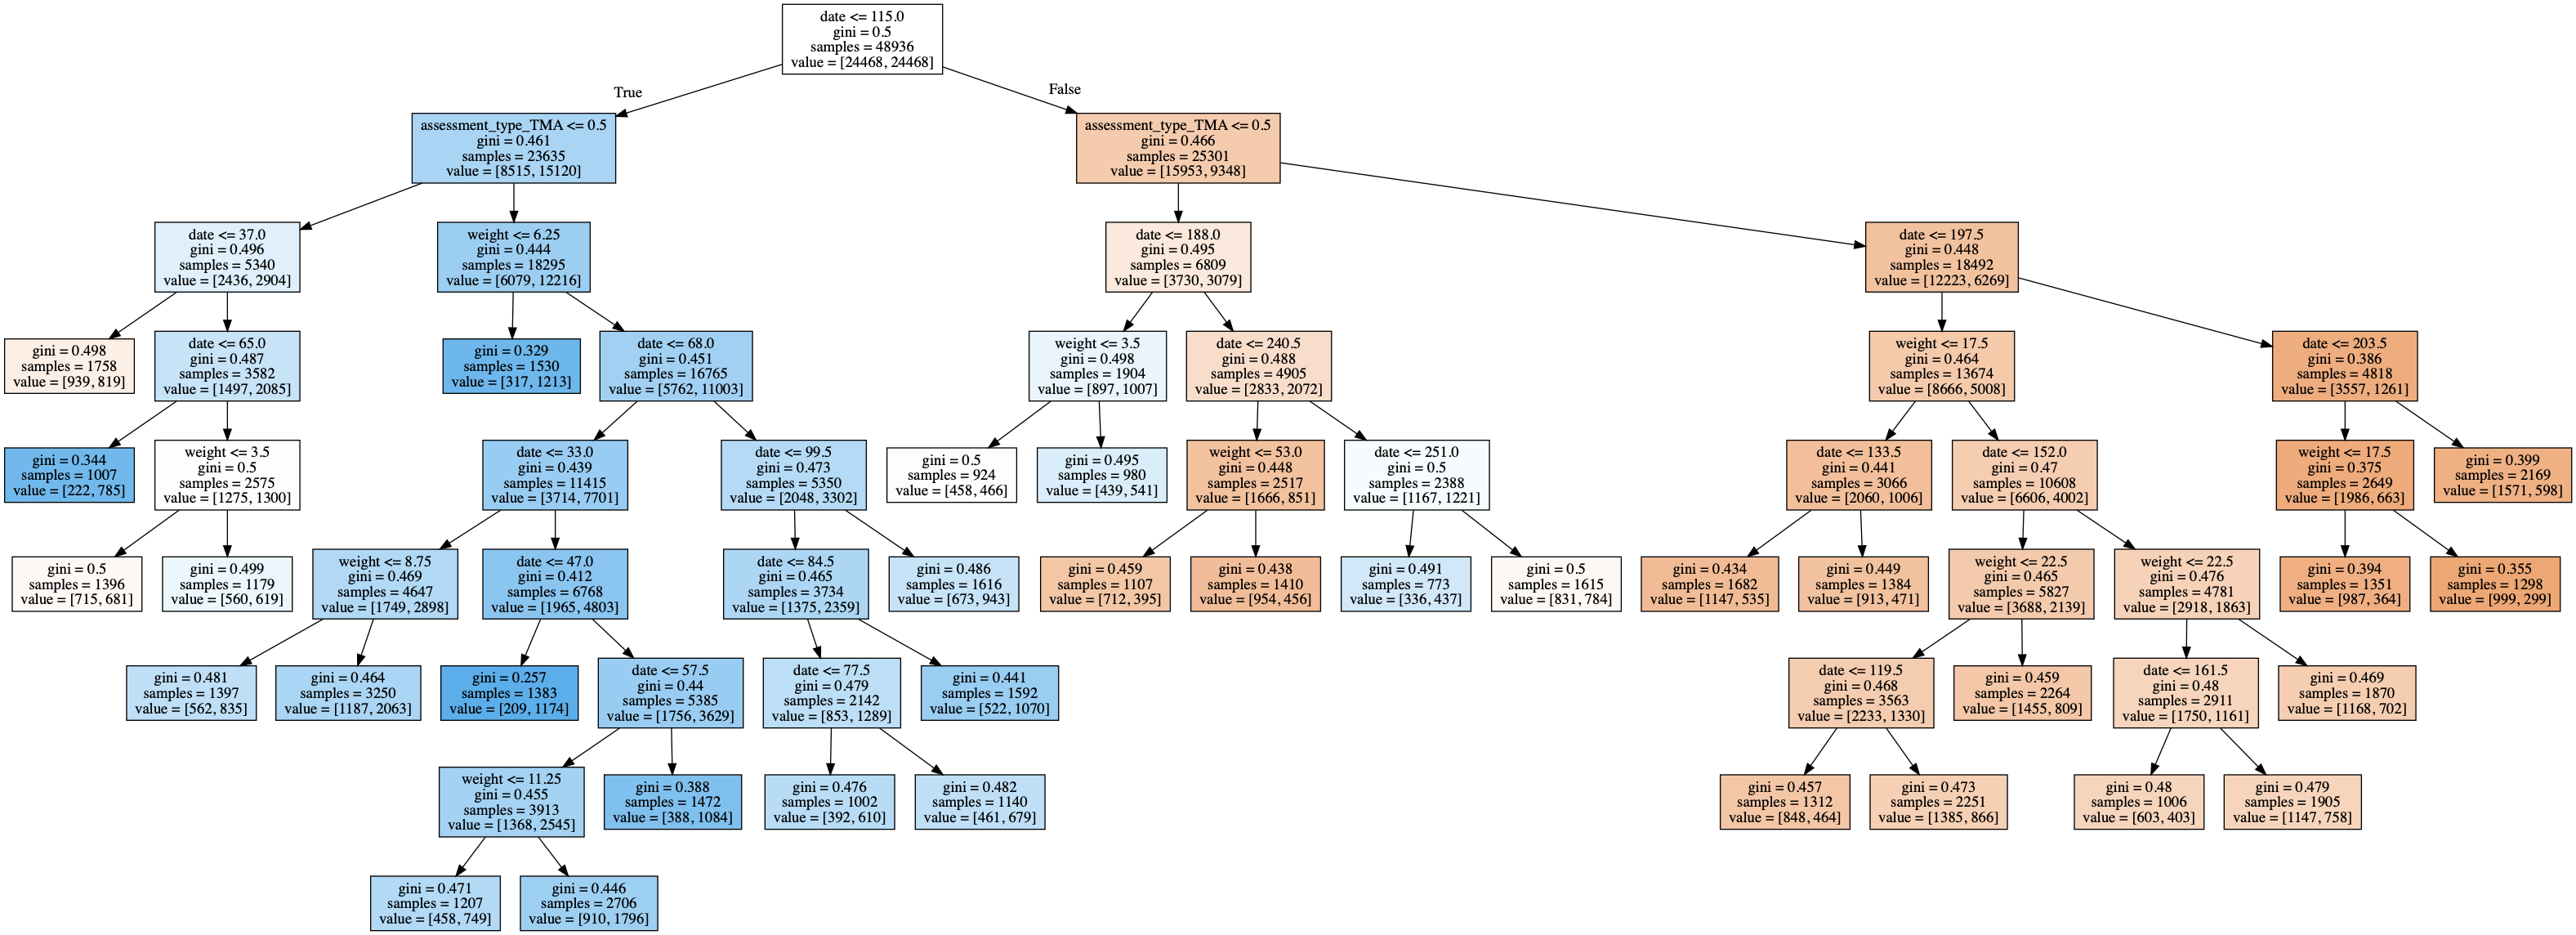 date <= 115.0
gini = 0.5
samples = 48936
value = [24468, 24468]
True
False
assessment_type_TMA <= 0.5
gini = 0.461
samples = 23635
value = [8515, 15120]
assessment_type_TMA <= 0.5
gini = 0.466
samples = 25301
value = [15953, 9348]
date <= 37.0
gini = 0.496
samples = 5340
value = [2436, 2904]
weight <= 6.25
gini = 0.444
samples = 18295
value = [6079, 12216]
date <= 188.0
gini = 0.495
samples = 6809
value = [3730, 3079]
date <= 197.5
gini = 0.448
samples = 18492
value = [12223, 6269]
gini = 0.498
samples = 1758
value = [939, 819]
date <= 65.0
gini = 0.487
samples = 3582
value = [1497, 2085]
gini = 0.329
samples = 1530
value = [317, 1213]
date <= 68.0
gini = 0.451
samples = 16765
value = [5762, 11003]
weight <= 3.5
gini = 0.498
samples = 1904
value = [897, 1007]
date <= 240.5
gini = 0.488
samples = 4905
value = [2833, 2072]
weight <= 17.5
gini = 0.464
samples = 13674
value = [8666, 5008]
date <= 203.5
gini = 0.386
samples = 4818
value = [3557, 1261]
gini = 0.344
samples = 1007
value = [222, 785]
weight <= 3.5
gini = 0.5
samples = 2575
value = [1275, 1300]
date <= 33.0
gini = 0.439
samples = 11415
value = [3714, 7701]
date <= 99.5
gini = 0.473
samples = 5350
value = [2048, 3302]
gini = 0.5
samples = 924
value = [458, 466]
gini = 0.495
samples = 980
value = [439, 541]
weight <= 53.0
gini = 0.448
samples = 2517
value = [1666, 851]
date <= 251.0
gini = 0.5
samples = 2388
value = [1167, 1221]
date <= 133.5
gini = 0.441
samples = 3066
value = [2060, 1006]
date <= 152.0
gini = 0.47
samples = 10608
value = [6606, 4002]
weight <= 17.5
gini = 0.375
samples = 2649
value = [1986, 663]
gini = 0.399
samples = 2169
value = [1571, 598]
gini = 0.5
samples = 1396
value = [715, 681]
gini = 0.499
samples = 1179
value = [560, 619]
weight <= 8.75
gini = 0.469
samples = 4647
value = [1749, 2898]
date <= 47.0
gini = 0.412
samples = 6768
value = [1965, 4803]
date <= 84.5
gini = 0.465
samples = 3734
value = [1375, 2359]
gini = 0.486
samples = 1616
value = [673, 943]
gini = 0.459
samples = 1107
value = [712, 395]
gini = 0.438
samples = 1410
value = [954, 456]
gini = 0.491
samples = 773
value = [336, 437]
gini = 0.5
samples = 1615
value = [831, 784]
gini = 0.434
samples = 1682
value = [1147, 535]
gini = 0.449
samples = 1384
value = [913, 471]
weight <= 22.5
gini = 0.465
samples = 5827
value = [3688, 2139]
weight <= 22.5
gini = 0.476
samples = 4781
value = [2918, 1863]
gini = 0.394
samples = 1351
value = [987, 364]
gini = 0.355
samples = 1298
value = [999, 299]
gini = 0.481
samples = 1397
value = [562, 835]
gini = 0.464
samples = 3250
value = [1187, 2063]
gini = 0.257
samples = 1383
value = [209, 1174]
date <= 57.5
gini = 0.44
samples = 5385
value = [1756, 3629]
date <= 77.5
gini = 0.479
samples = 2142
value = [853, 1289]
gini = 0.441
samples = 1592
value = [522, 1070]
date <= 119.5
gini = 0.468
samples = 3563
value = [2233, 1330]
gini = 0.459
samples = 2264
value = [1455, 809]
date <= 161.5
gini = 0.48
samples = 2911
value = [1750, 1161]
gini = 0.469
samples = 1870
value = [1168, 702]
weight <= 11.25
gini = 0.455
samples = 3913
value = [1368, 2545]
gini = 0.388
samples = 1472
value = [388, 1084]
gini = 0.476
samples = 1002
value = [392, 610]
gini = 0.482
samples = 1140
value = [461, 679]
gini = 0.457
samples = 1312
value = [848, 464]
gini = 0.473
samples = 2251
value = [1385, 866]
gini = 0.48
samples = 1006
value = [603, 403]
gini = 0.479
samples = 1905
value = [1147, 758]
gini = 0.471
samples = 1207
value = [458, 749]
gini = 0.446
samples = 2706
value = [910, 1796]